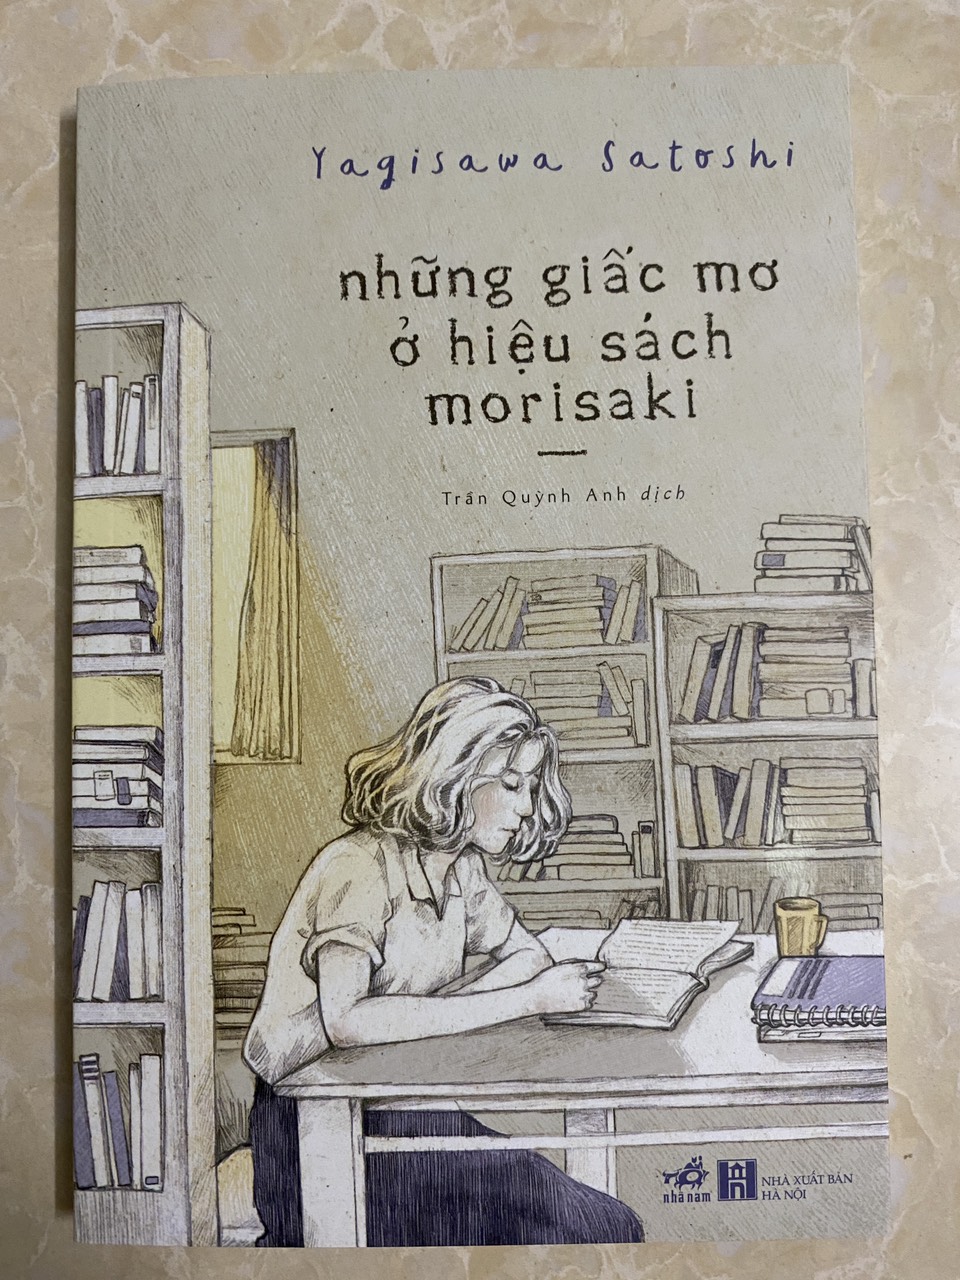 Yagisawa Satoshi
những giấc mơ
ở hiệu sách
morisaki
Trần Quỳnh Anh dịch
nhã nam
NHÀ XUẤT BẢN
HÀ NỘI